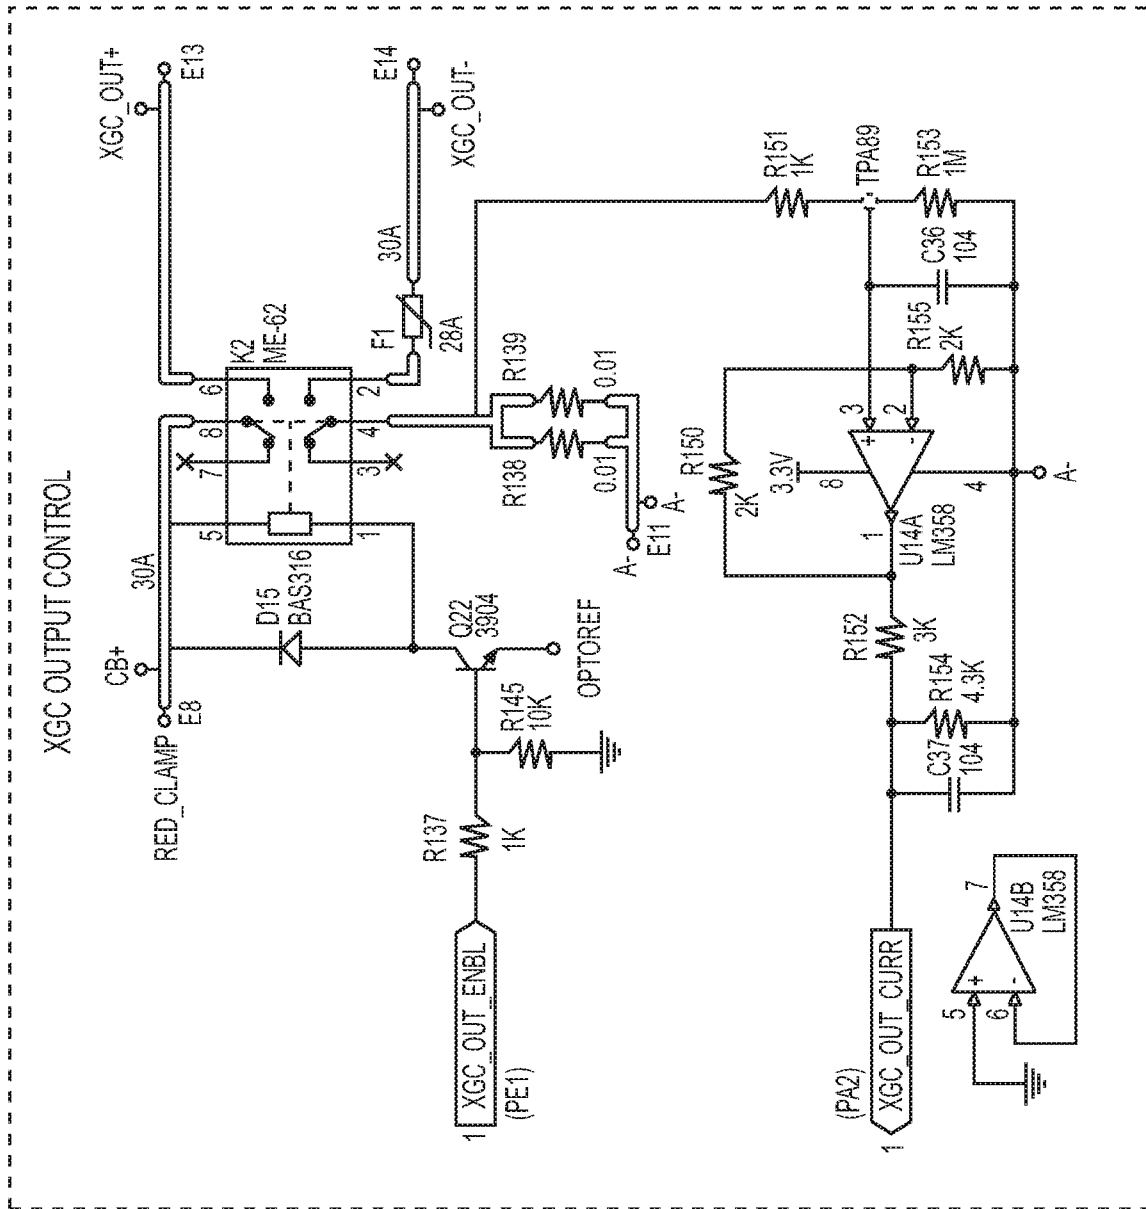 XGC OUTPUT CONTROL
XGC_OUT+
E13
E14
XGC_OUT-
30A
F1
28A
K2
ME-62
6
8
7
5
2
4
3
1
30A
CB+
E8
RED_CLAMP
D15
BAS316
Q22
3904
OPTOREF
R145
10K
R137
1K
1
XGC_OUT_ENBL
(PE1)
R139
0.01
R138
0.01
A-
E11
A-
R151
1K
TPA89
R153
1M
C36
104
R155
2K
R150
2K
3.3V
8
3
2
+
-
4
A-
1
U14A
LM358
R152
3K
R154
4.3K
C37
104
(PA2)
XGC_OUT_CURR
1
5
6
+
-
7
U14B
LM358